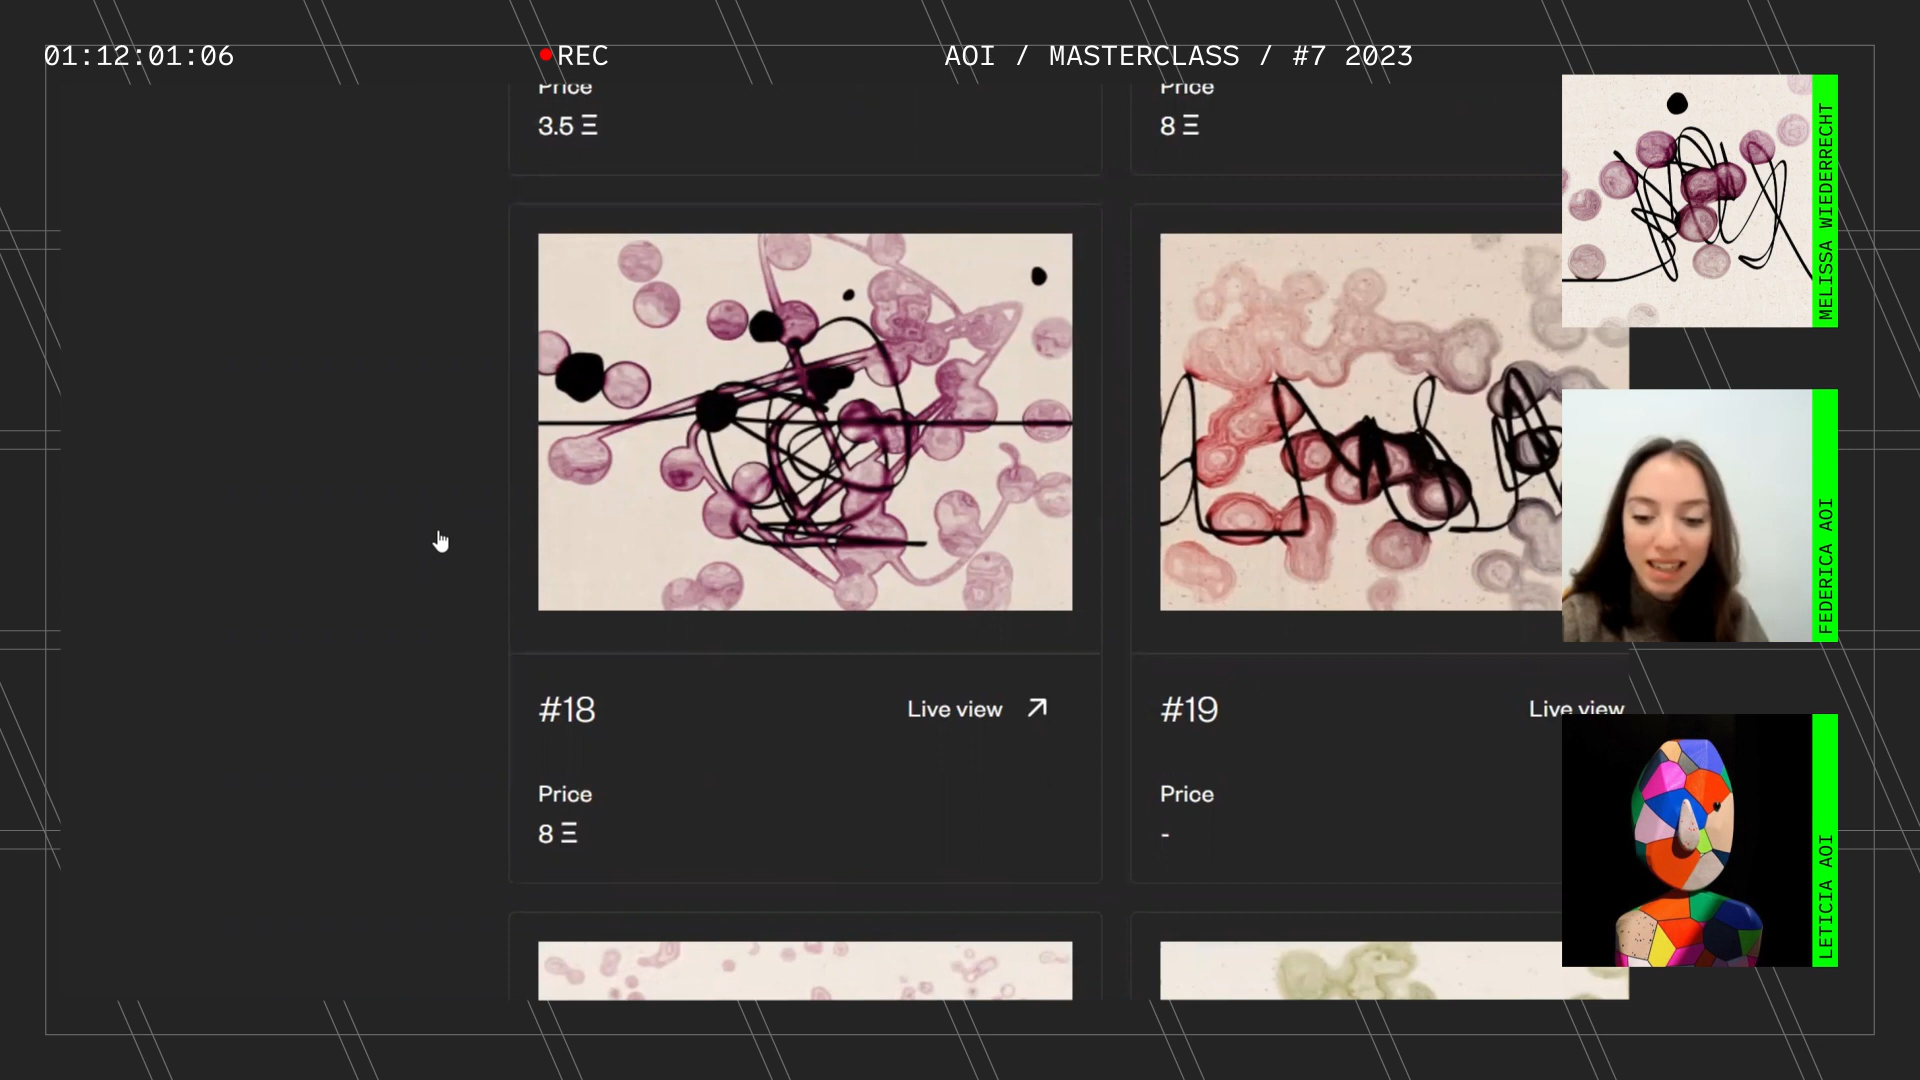 01:12:01:06
REC
AOI / MASTERCLASS / #7 2023
Price
Price
3.5 Ξ
8 Ξ
MELISSA WIEDERRECHT
FEDERICA AOI
#18
Live view
#19
Live view
Price
Price
8 Ξ
-
LETICIA AOI